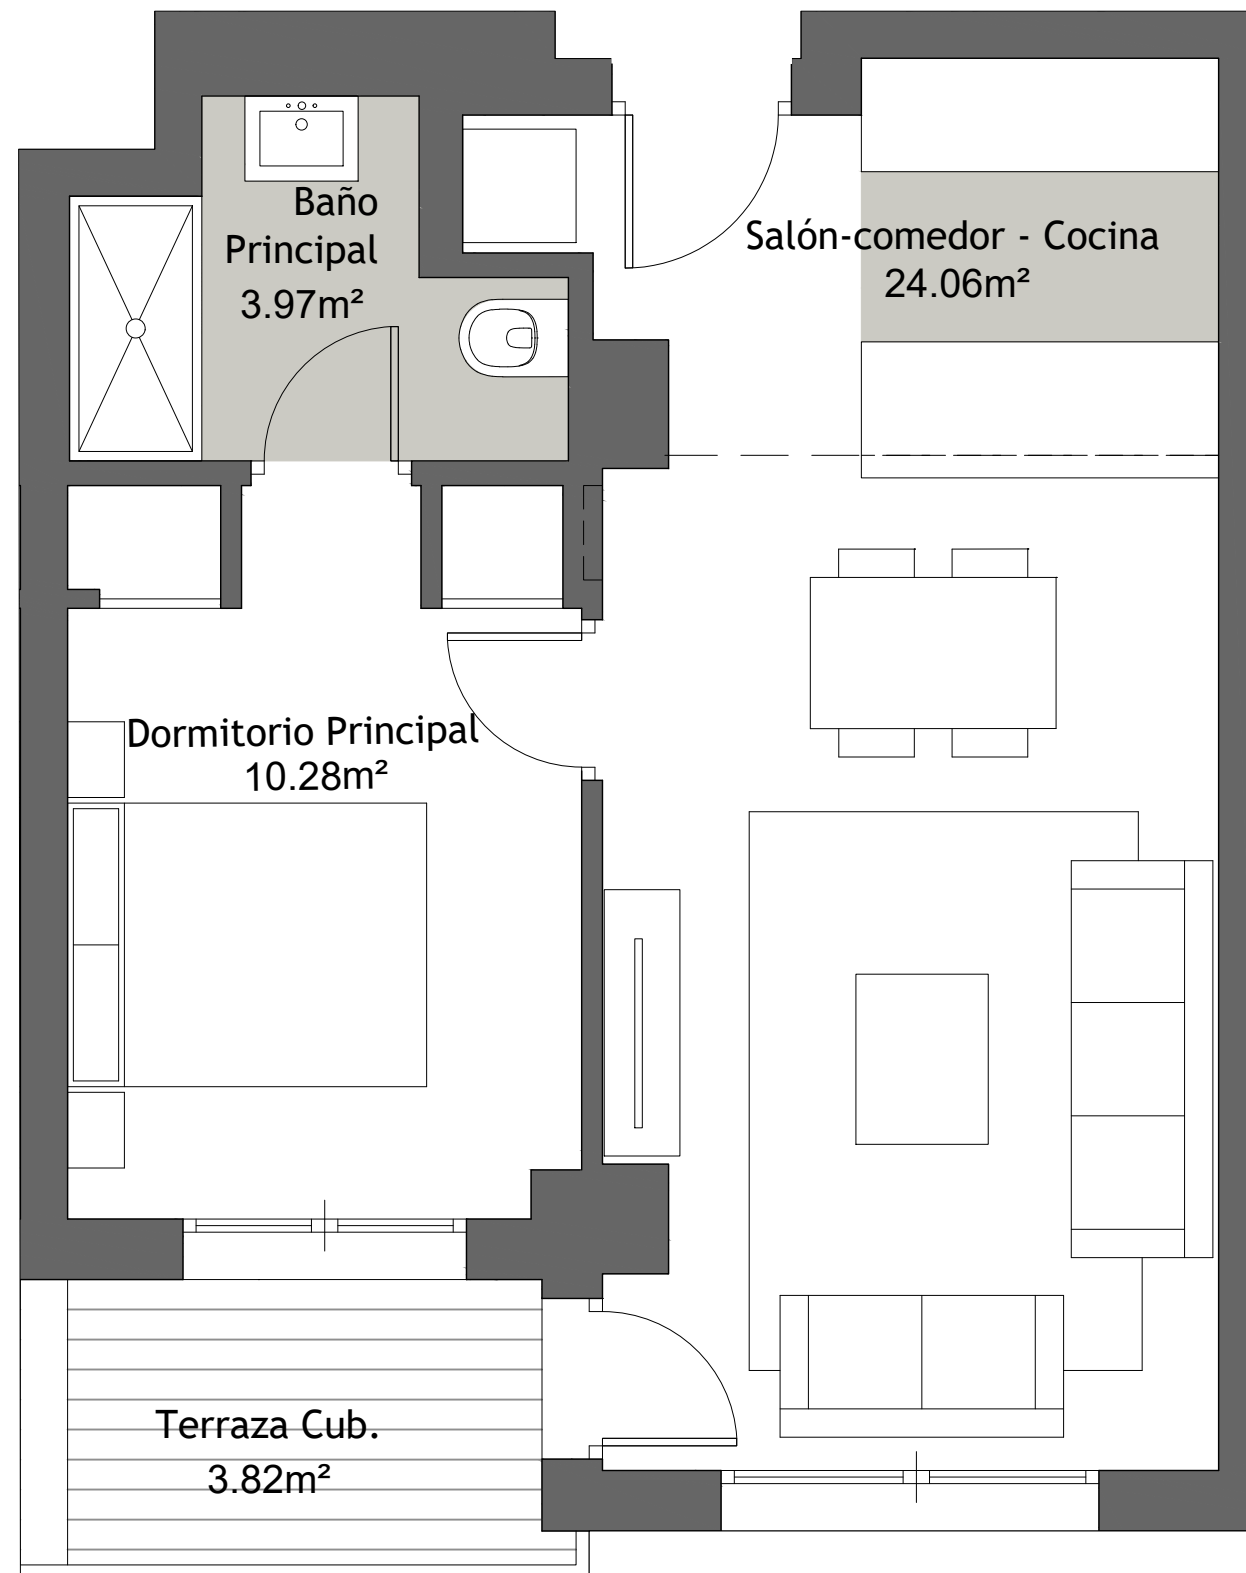 Baño
Principal
3.97m²
Salón-comedor - Cocina
24.06m²
Dormitorio Principal
10.28m²
Terraza Cub.
3.82m²